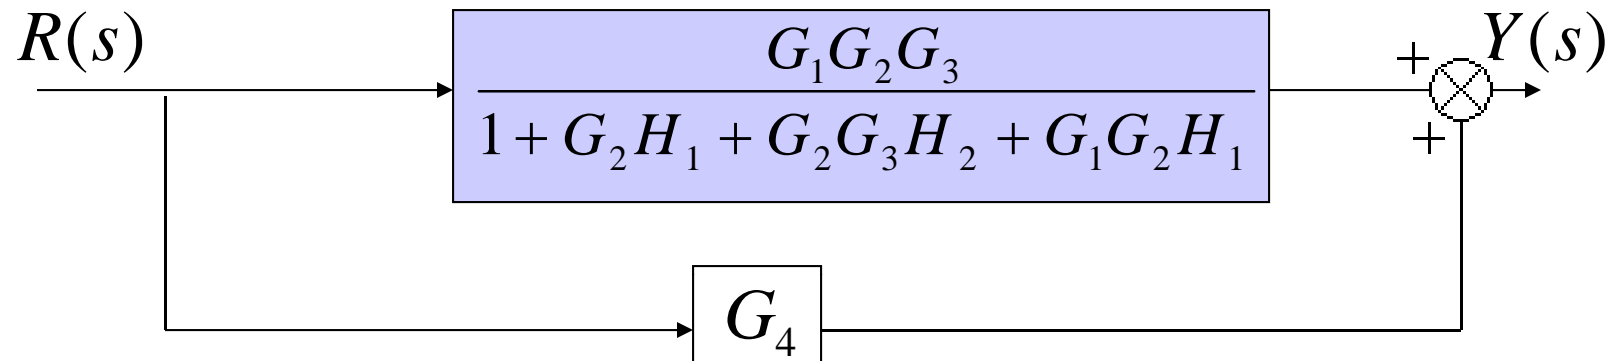 R(s)
G₁G₂G₃
1 + G₂H₁ + G₂G₃H₂ + G₁G₂H₁
+
Y(s)
+
G₄